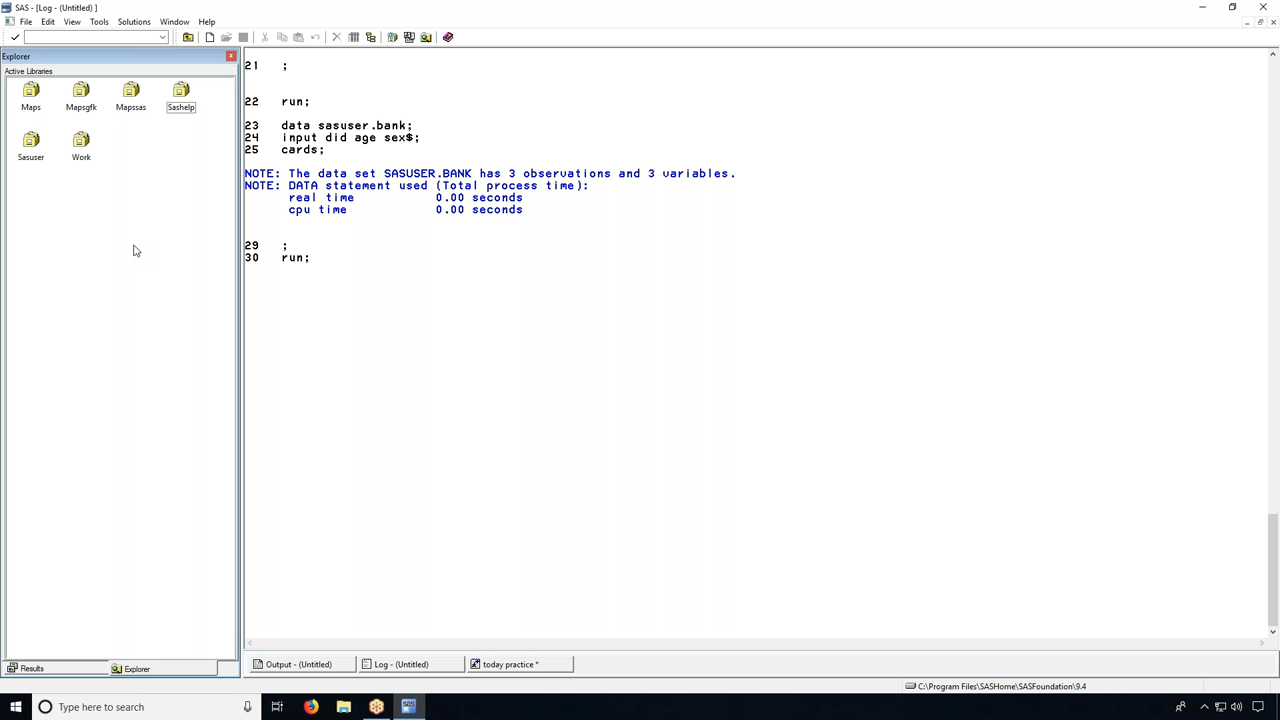 SAS - [Log - (Untitled) ]
File Edit View Tools Solutions Window Help
Explorer
Active Libraries
Maps Mapsgfk Mapssas Sashelp
Sasuser Work
21 ;
22 run;
23 data sasuser.bank;
24 input did age sex$;
25 cards;
NOTE: The data set SASUSER.BANK has 3 observations and 3 variables.
NOTE: DATA statement used (Total process time):
real time 0.00 seconds
cpu time 0.00 seconds
29 ;
30 run;
Results Explorer
Output - (Untitled) Log - (Untitled) today practice *
C:\Program Files\SASHome\SASFoundation\9.4
Type here to search